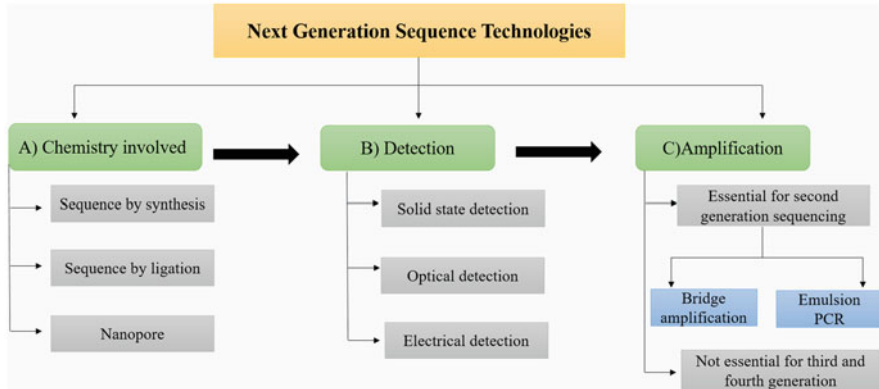 Next Generation Sequence Technologies
A) Chemistry involved
B) Detection
C)Amplification
Sequence by synthesis
Sequence by ligation
Nanopore
Solid state detection
Optical detection
Electrical detection
Essential for second
generation sequencing
Bridge
amplification
Emulsion
PCR
Not essential for third and
fourth generation